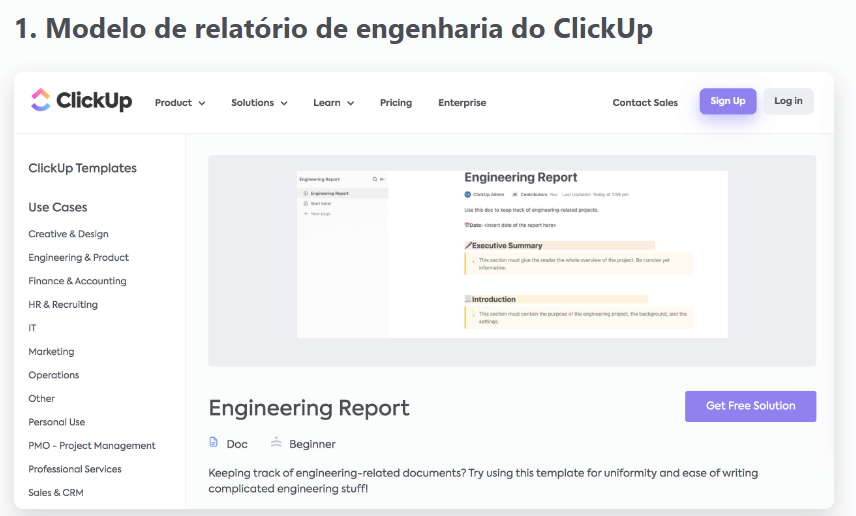 1. Modelo de relatório de engenharia do ClickUp
ClickUp
Product
Solutions
Learn
Pricing
Enterprise
Contact Sales
Sign Up
Log in
ClickUp Templates
Use Cases
Creative & Design
Engineering & Product
Finance & Accounting
HR & Recruiting
IT
Marketing
Operations
Other
Personal Use
PMO - Project Management
Professional Services
Sales & CRM
Engineering Report
Engineering Report
Start here!
New page
Engineering Report
ClickUp Admin
Contributors: You
Last Updated: Today at 1:09 pm
Use this doc to keep track of engineering-related projects.
Date: <insert date of the report here>
Executive Summary
This section must give the reader the whole overview of the project. Be concise yet
informative.
Introduction
This section must contain the purpose of the engineering project, the background, and the
settings.
Engineering Report
Get Free Solution
Doc
Beginner
Keeping track of engineering-related documents? Try using this template for uniformity and ease of writing
complicated engineering stuff!